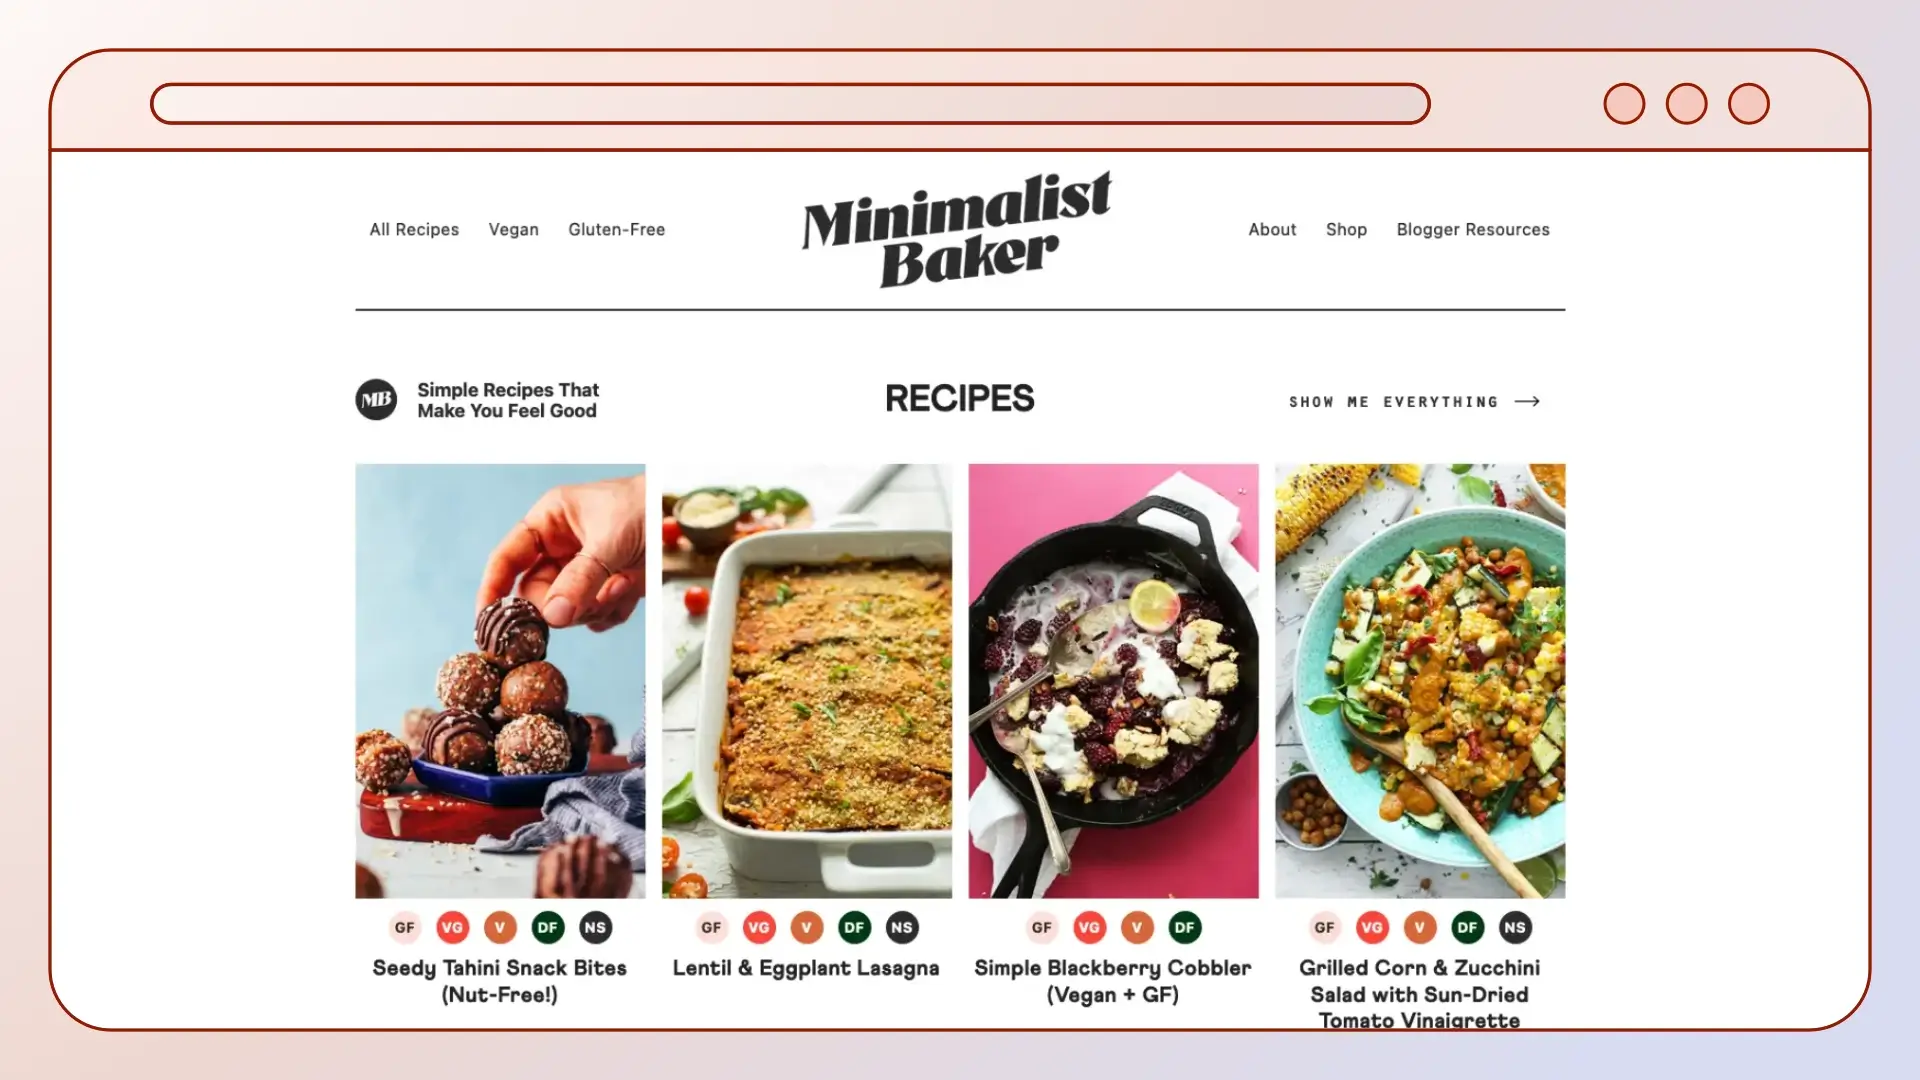 All Recipes Vegan Gluten-Free
Minimalist
Baker
About Shop Blogger Resources
MB
Simple Recipes That
Make You Feel Good
RECIPES
SHOW ME EVERYTHING
GF VG V DF NS
Seedy Tahini Snack Bites
(Nut-Free!)
GF VG V DF NS
Lentil & Eggplant Lasagna
GF VG V DF
Simple Blackberry Cobbler
(Vegan + GF)
GF VG V DF NS
Grilled Corn & Zucchini
Salad with Sun-Dried
Tomato Vinaigrette